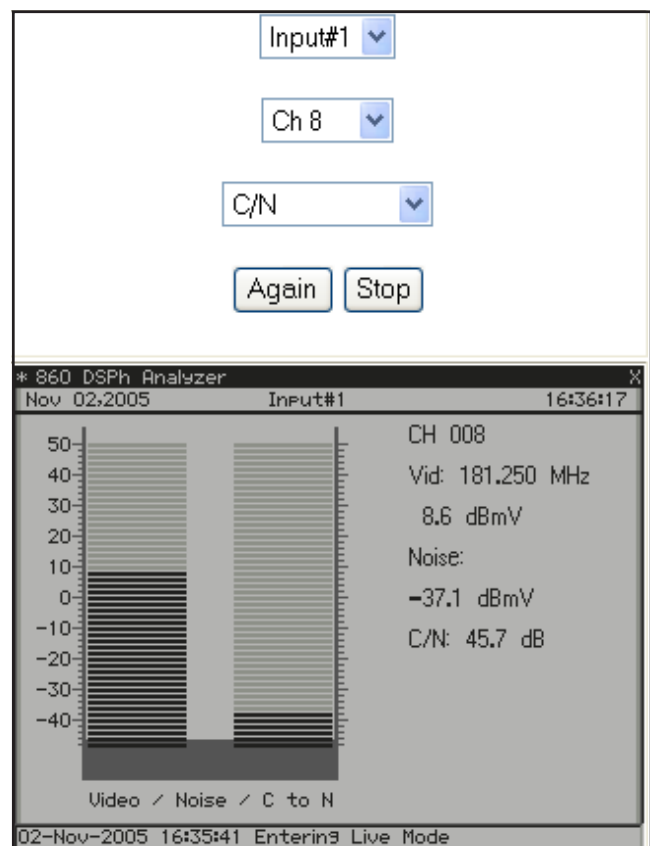 Input#1
Ch 8
C/N
Again Stop
* 860 DSPh Analyzer X
Nov 02,2005 Input#1 16:36:17
50
40
30
20
10
0
-10
-20
-30
-40
CH 008
Vid: 181.250 MHz
8.6 dBmV
Noise:
-37.1 dBmV
C/N: 45.7 dB
Video / Noise / C to N
02-Nov-2005 16:35:41 Entering Live Mode